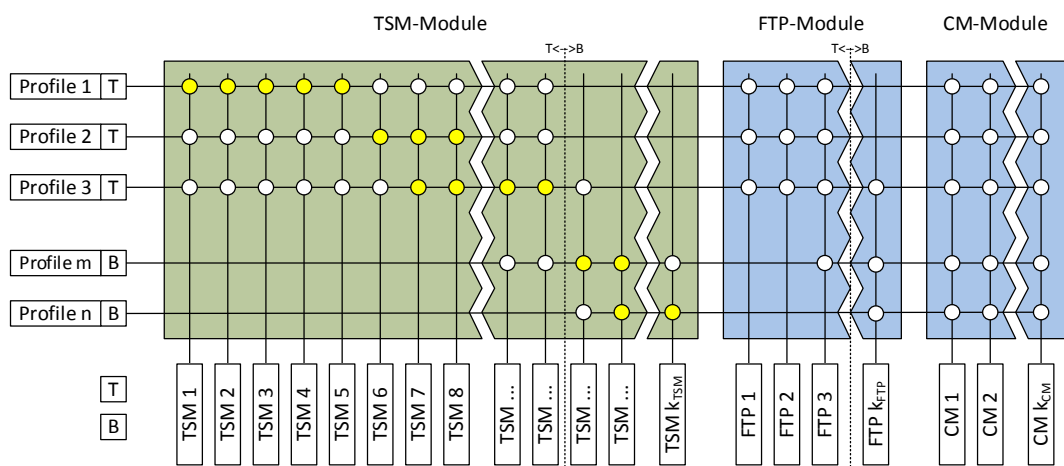 TSM-Module
FTP-Module
CM-Module
T<-->B
T<-->B
Profile 1 T
Profile 2 T
Profile 3 T
Profile m B
Profile n B
T
B
TSM 1
TSM 2
TSM 3
TSM 4
TSM 5
TSM 6
TSM 7
TSM 8
TSM ...
TSM ...
TSM ...
TSM ...
TSM kTSM
FTP 1
FTP 2
FTP 3
FTP kFTP
CM 1
CM 2
CM kCM